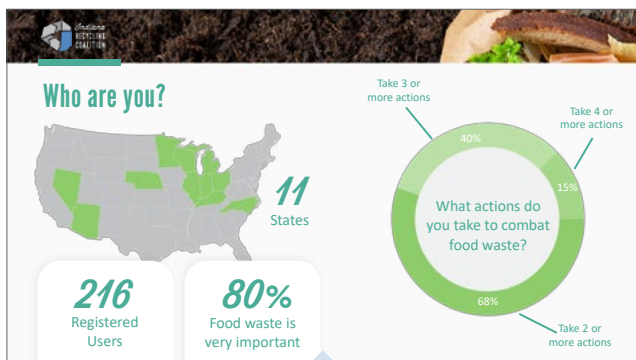 Indiana
RECYCLING
COALITION
Who are you?
11
States
216
Registered
Users
80%
Food waste is
very important
Take 3 or
more actions
Take 4 or
more actions
40%
15%
What actions do
you take to combat
food waste?
68%
Take 2 or
more actions